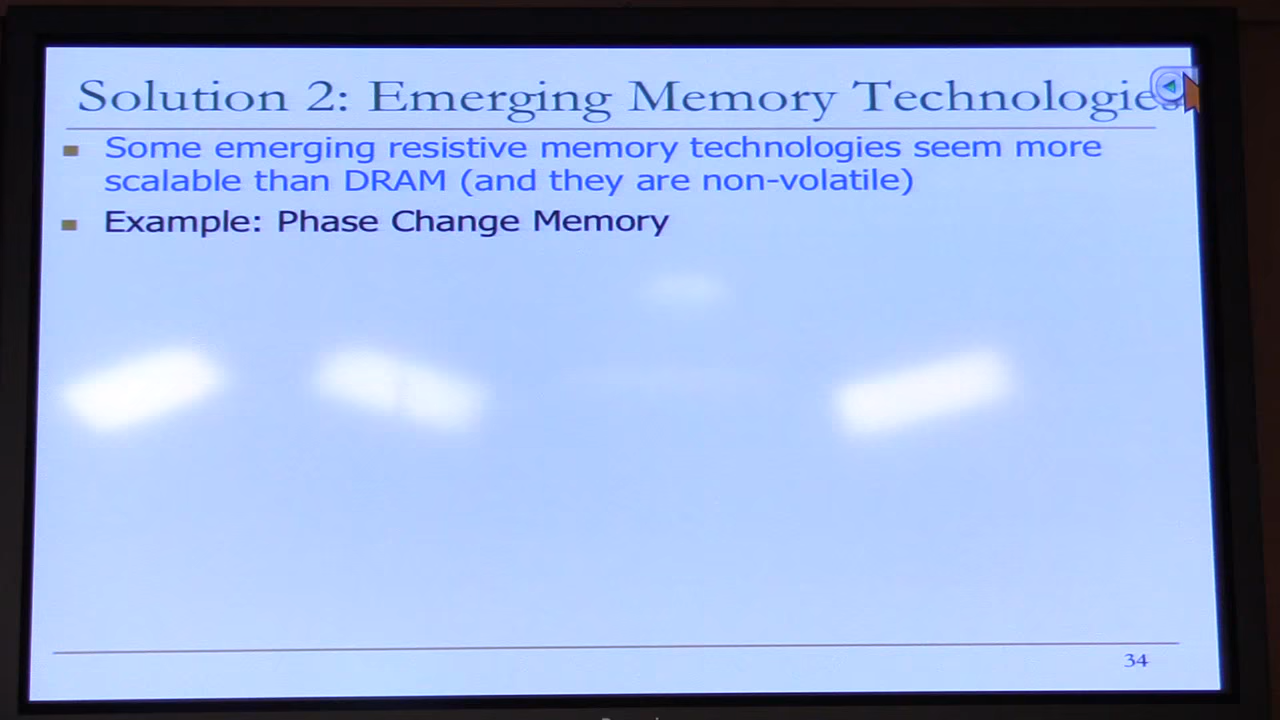 Solution 2: Emerging Memory Technologies
Some emerging resistive memory technologies seem more
scalable than DRAM (and they are non-volatile)
Example: Phase Change Memory
34